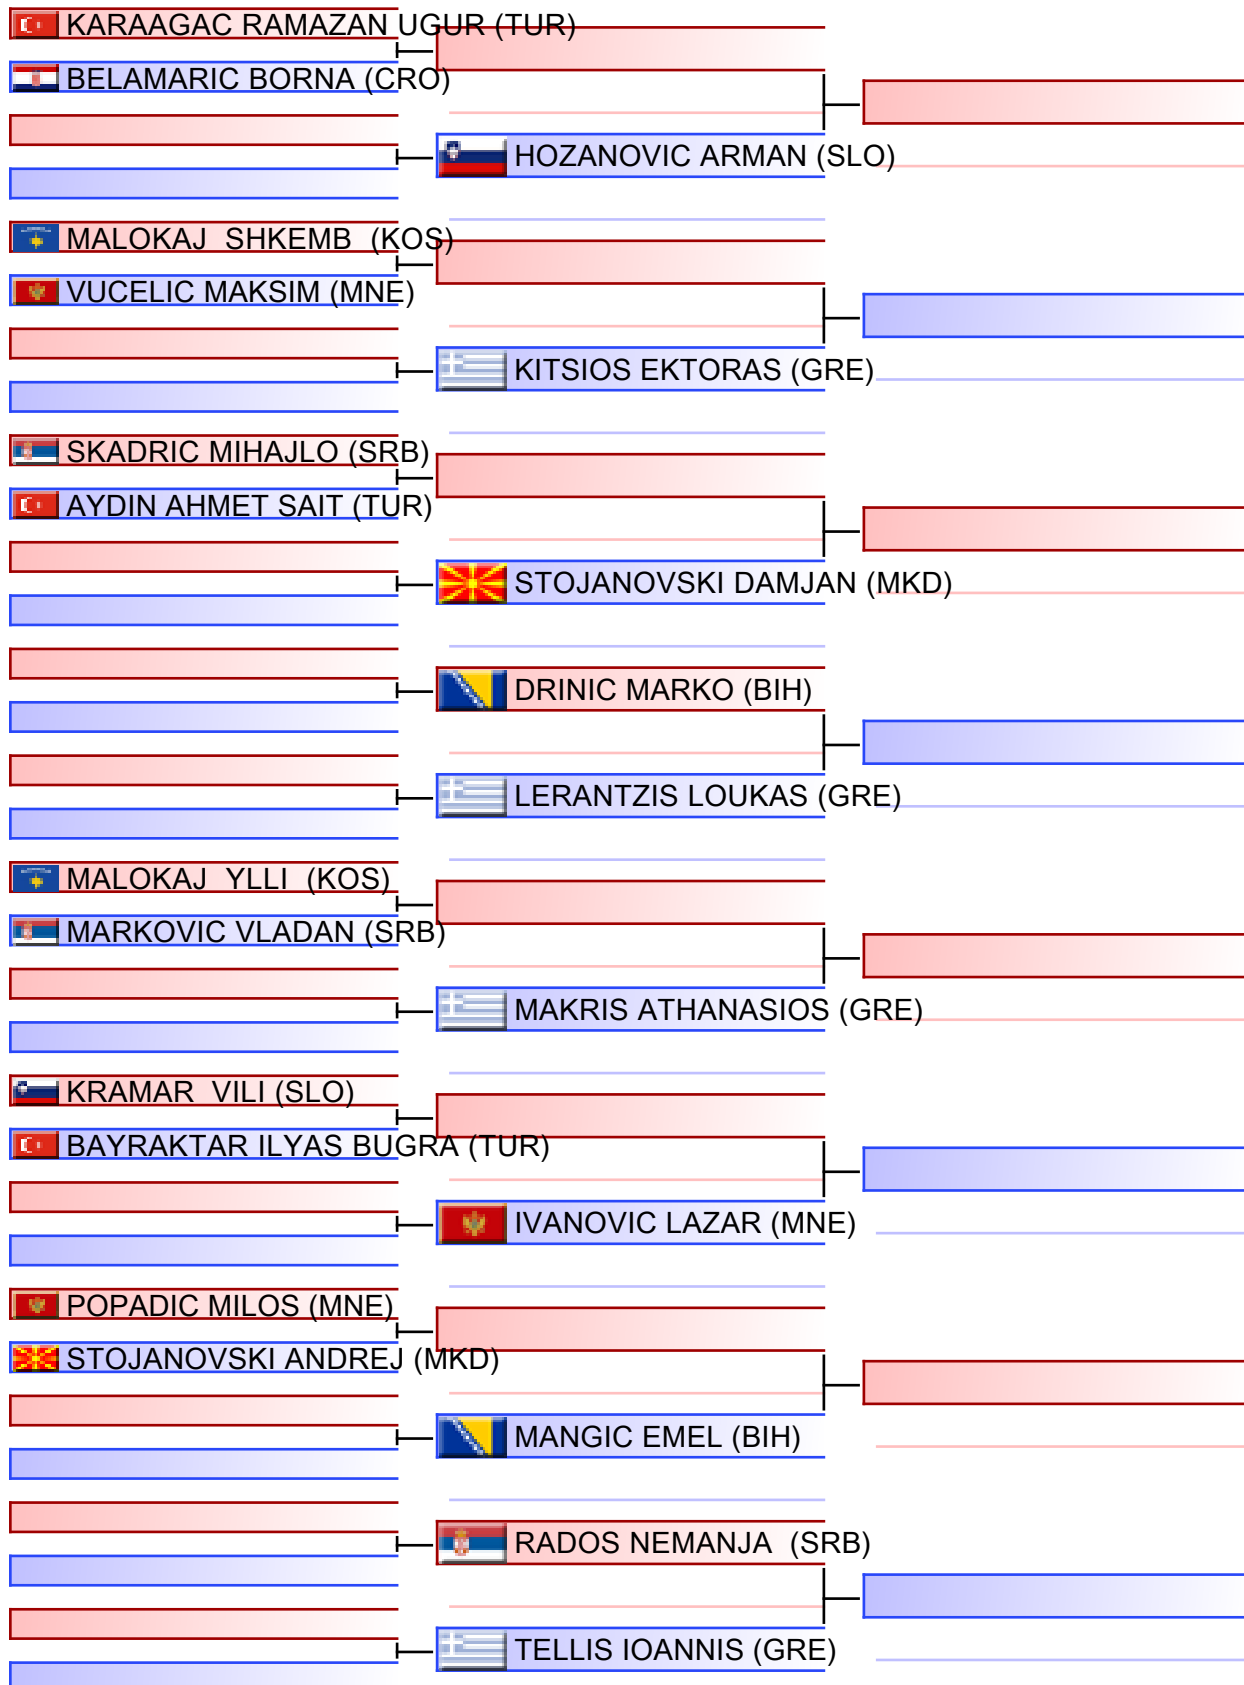 KARAAGAC RAMAZAN UGUR (TUR)
BELAMARIC BORNA (CRO)
HOZANOVIC ARMAN (SLO)
MALOKAJ  SHKEMB  (KOS)
VUCELIC MAKSIM (MNE)
KITSIOS EKTORAS (GRE)
SKADRIC MIHAJLO (SRB)
AYDIN AHMET SAIT (TUR)
STOJANOVSKI DAMJAN (MKD)
DRINIC MARKO (BIH)
LERANTZIS LOUKAS (GRE)
MALOKAJ  YLLI  (KOS)
MARKOVIC VLADAN (SRB)
MAKRIS ATHANASIOS (GRE)
KRAMAR  VILI (SLO)
BAYRAKTAR ILYAS BUGRA (TUR)
IVANOVIC LAZAR (MNE)
POPADIC MILOS (MNE)
STOJANOVSKI ANDREJ (MKD)
MANGIC EMEL (BIH)
RADOS NEMANJA  (SRB)
TELLIS IOANNIS (GRE)